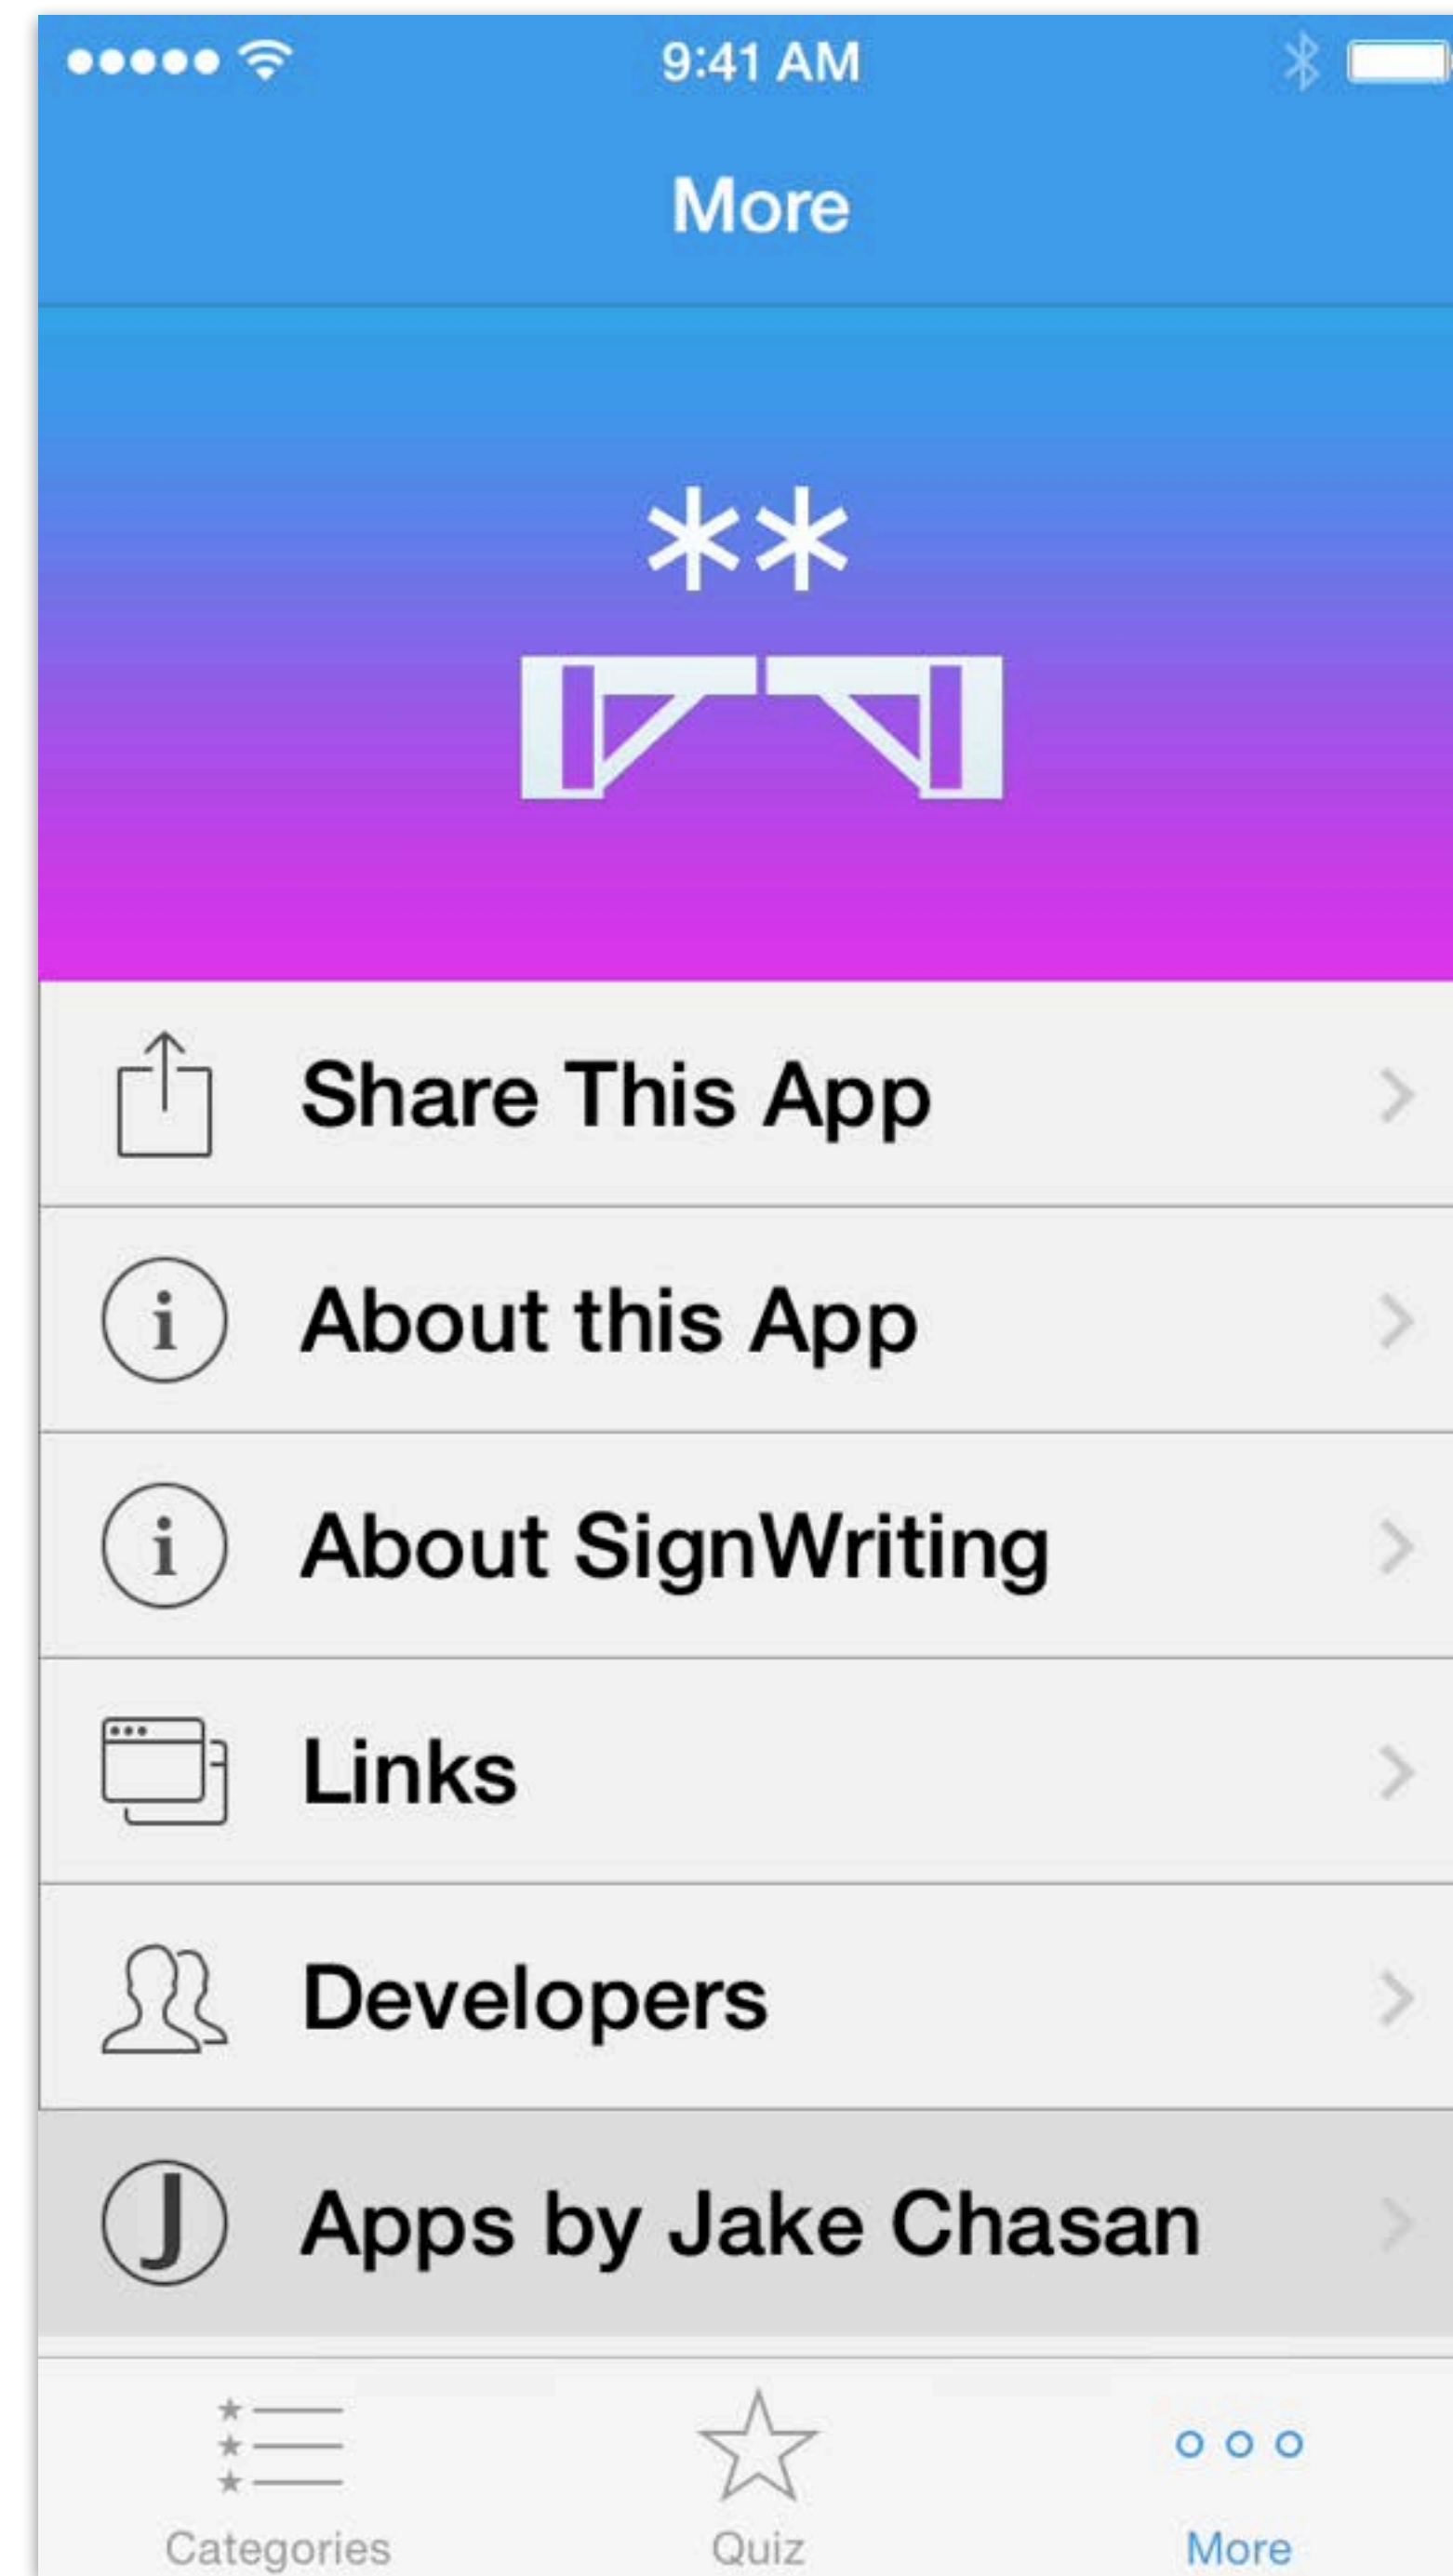 9:41 AM
More
**
Share This App
i About this App
i About SignWriting
Links
Developers
J Apps by Jake Chasan
Categories Quiz More